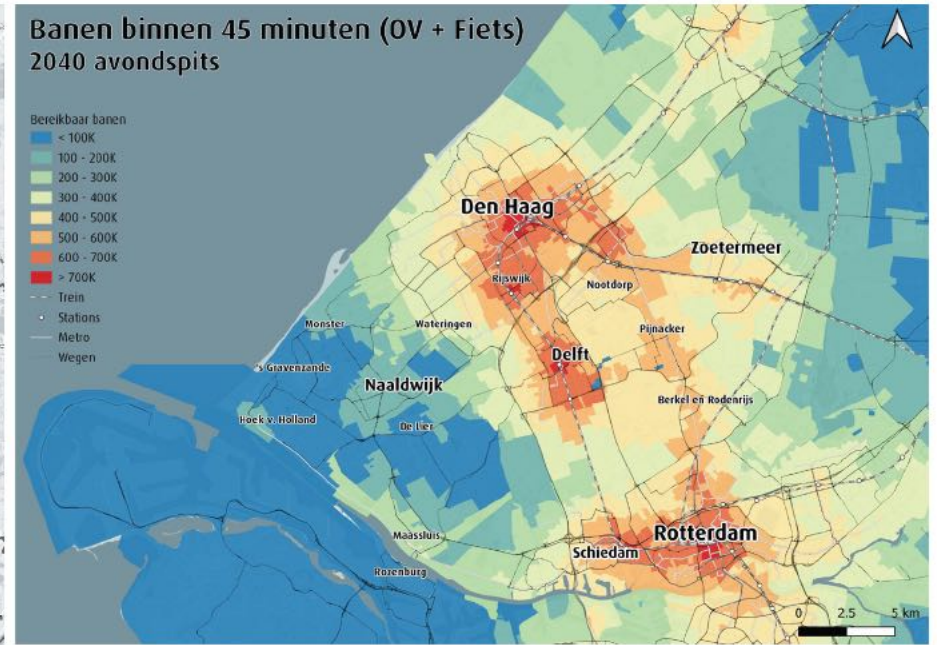 Banen binnen 45 minuten (OV + Fiets)
2040 avondspits
Bereikbaar banen
< 100K
100 - 200K
200 - 300K
300 - 400K
400 - 500K
500 - 600K
600 - 700K
> 700K
Trein
Stations
Metro
Wegen
Den Haag
Zoetermeer
Rijswijk
Nootdorp
Monster
Wateringen
Pijnacker
Delft
's Gravenzande
Naaldwijk
Berkel en Rodenrijs
Hoek v. Holland
De Lier
Maassluis
Rotterdam
Schiedam
Rozenburg
0 2.5 5 km